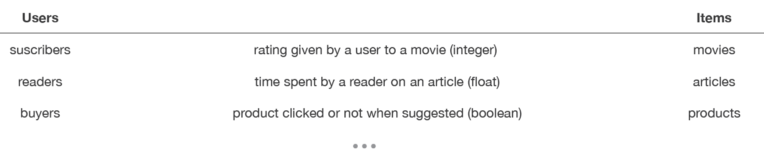 Users Items
suscribers rating given by a user to a movie (integer) movies
readers time spent by a reader on an article (float) articles
buyers product clicked or not when suggested (boolean) products